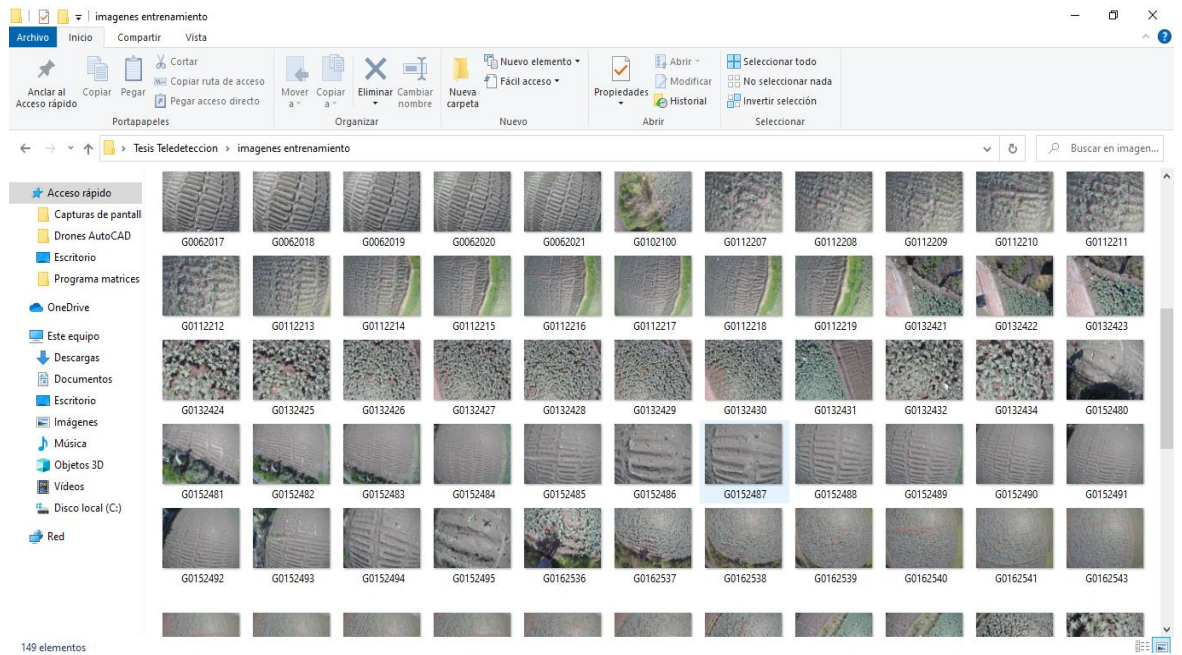 imagenes entrenamiento
Archivo Inicio Compartir Vista
Anclar al Acceso rápido
Copiar
Pegar
Cortar
Copiar ruta de acceso
Pegar acceso directo
Portapapeles
Mover a
Copiar a
Eliminar
Cambiar nombre
Organizar
Nueva carpeta
Nuevo elemento
Fácil acceso
Nuevo
Propiedades
Abrir
Modificar
Historial
Abrir
Seleccionar todo
No seleccionar nada
Invertir selección
Seleccionar
Tesis Teledeteccion > imagenes entrenamiento
Buscar en imagen...
Acceso rápido
Capturas de pantall
Drones AutoCAD
Escritorio
Programa matrices
OneDrive
Este equipo
Descargas
Documentos
Escritorio
Imágenes
Música
Objetos 3D
Vídeos
Disco local (C:)
Red
G0062017 G0062018 G0062019 G0062020 G0062021 G0102100 G0112207 G0112208 G0112209 G0112210 G0112211
G0112212 G0112213 G0112214 G0112215 G0112216 G0112217 G0112218 G0112219 G0132421 G0132422 G0132423
G0132424 G0132425 G0132426 G0132427 G0132428 G0132429 G0132430 G0132431 G0132432 G0132434 G0152480
G0152481 G0152482 G0152483 G0152484 G0152485 G0152486 G0152487 G0152488 G0152489 G0152490 G0152491
G0152492 G0152493 G0152494 G0152495 G0162536 G0162537 G0162538 G0162539 G0162540 G0162541 G0162543
149 elementos